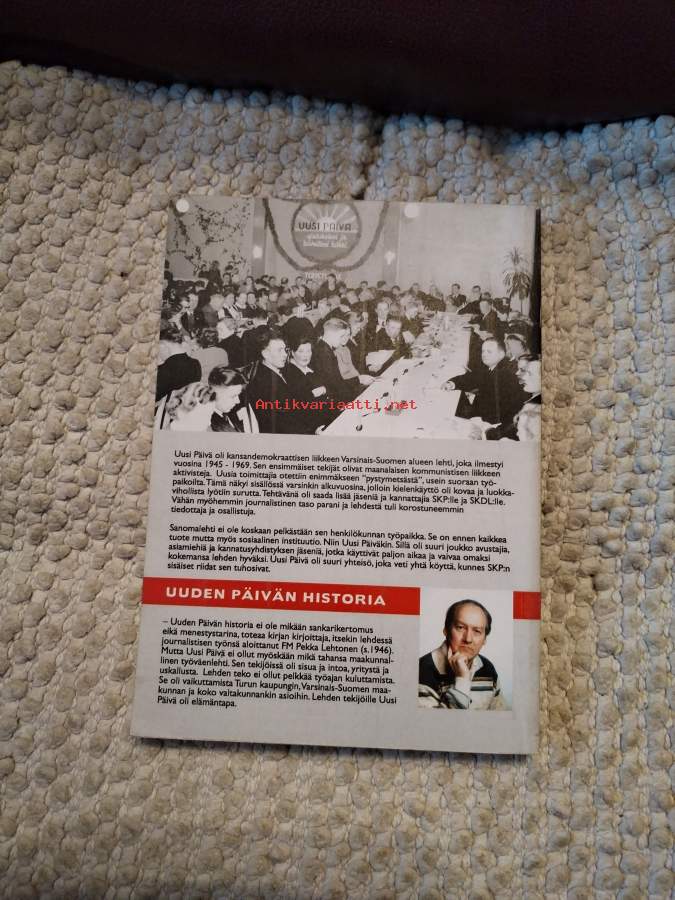 UUSI PÄIVÄ
Antikvariaatti.net
Uusi Päivä oli kansandemokraattisen liikkeen Varsinais-Suomen alueen lehti, joka ilmestyi
vuosina 1945 - 1969. Sen ensimmäiset tekijät olivat maanalaisen kommunistisen liikkeen
aktivisteja. Uusia toimittajia otettiin enimmäkseen "pystymetsästä", usein suoraan työ-
paikoilta. Tämä näkyi sisällössä varsinkin alkuvuosina, jolloin kielenkäyttö oli kovaa ja luokka-
vihollista lyötiin surutta. Tehtävänä oli saada lisää jäseniä ja kannattajia SKP:lle ja SKDL:lle.
Vähän myöhemmin journalistinen taso parani ja lehdestä tuli korostuneemmin
tiedottaja ja osallistuja.
Sanomalehti ei ole koskaan pelkästään sen henkilökunnan työpaikka. Se on ennen kaikkea
tuote mutta myös sosiaalinen instituutio. Niin Uusi Päiväkin. Sillä oli suuri joukko avustajia,
asiamiehiä ja kannatusyhdistyksen jäseniä, jotka käyttivät paljon aikaa ja vaivaa omaksi
kokemansa lehden hyväksi. Uusi Päivä oli suuri yhteisö, joka veti yhtä köyttä, kunnes SKP:n
sisäiset riidat sen tuhosivat.
UUDEN PÄIVÄN HISTORIA
– Uuden Päivän historia ei ole mikään sankarikertomus
eikä menestystarina, toteaa kirjan kirjoittaja, itsekin lehdessä
journalistisen työnsä aloittanut FM Pekka Lehtonen (s.1946).
Mutta Uusi Päivä ei ollut myöskään mikä tahansa maakunnal-
linen työväenlehti. Sen tekijöissä oli sisua ja intoa, yritystä ja
uskallusta. Lehden teko ei ollut pelkkää työajan kuluttamista.
Se oli vaikuttamista Turun kaupungin, Varsinais-Suomen maa-
kunnan ja koko valtakunnankin asioihin. Lehden tekijöille Uusi
Päivä oli elämäntapa.